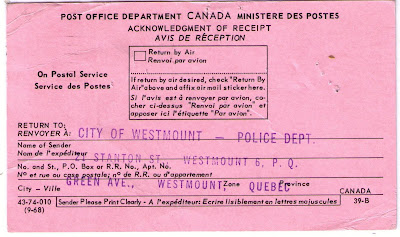 POST OFFICE DEPARTMENT CANADA MINISTERE DES POSTES
ACKNOWLEDGMENT OF RECEIPT
AVIS DE RÉCEPTION
Return by Air
Renvoi par avion
On Postal Service
Service des Postes
If return by air desired, check "Return By
Air" above and affix air mail sticker here.
Si l'avis est à renvoyer par avion, co-
cher ci-dessus "Renvoi par avion" et
apposer ici l'étiquette "Par avion".
RETURN TO:
RENVOYER À: CITY OF WESTMOUNT — POLICE DEPT.
Name of Sender
Nom de l'expéditeur
21 STANTON ST. WESTMOUNT 6, P.Q.
No. and St., P.O. Box or R.R. No., Apt. No.
N° et rue ou case postale; n° de R.R. ou d'appartement
GREEN AVE., WESTMOUNT, QUEBEC
City - Ville Zone Province CANADA
43-74-010 Sender Please Print Clearly - A l'expéditeur: Ecrire lisiblement en lettres majuscules 39-B
(9-68)